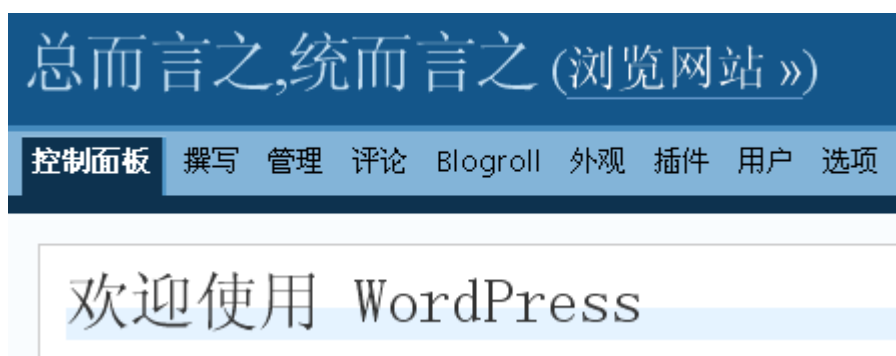 总而言之,统而言之 (浏览网站 »)
控制面板 撰写 管理 评论 Blogroll 外观 插件 用户 选项
欢迎使用 WordPress